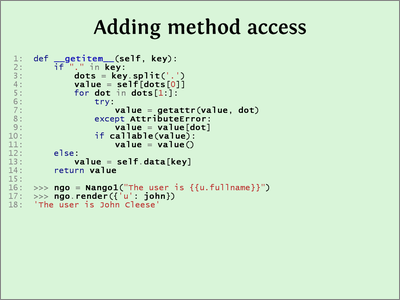 Adding method access
1: def __getitem__(self, key):
2:     if "." in key:
3:         dots = key.split('.')
4:         value = self[dots[0]]
5:         for dot in dots[1:]:
6:             try:
7:                 value = getattr(value, dot)
8:             except AttributeError:
9:                 value = value[dot]
10:             if callable(value):
11:                 value = value()
12:     else:
13:         value = self.data[key]
14:     return value
15:
16: >>> ngo = Nango1("The user is {{u.fullname}}")
17: >>> ngo.render({'u': john})
18: 'The user is John Cleese'